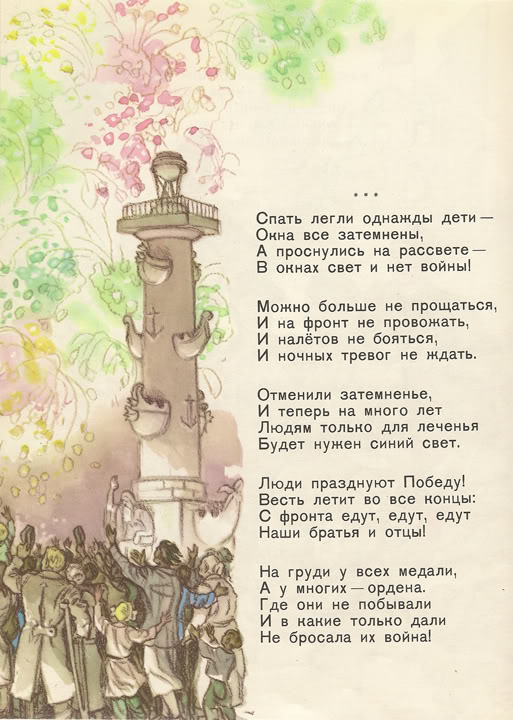 ...
Спать легли однажды дети —
Окна все затемнены,
А проснулись на рассвете —
В окнах свет и нет войны!
Можно больше не прощаться,
И на фронт не провожать,
И налётов не бояться,
И ночных тревог не ждать.
Отменили затемненье,
И теперь на много лет
Людям только для леченья
Будет нужен синий свет.
Люди празднуют Победу!
Весть летит во все концы:
С фронта едут, едут, едут
Наши братья и отцы!
На груди у всех медали,
А у многих — ордена.
Где они не побывали
И в какие только дали
Не бросала их война!